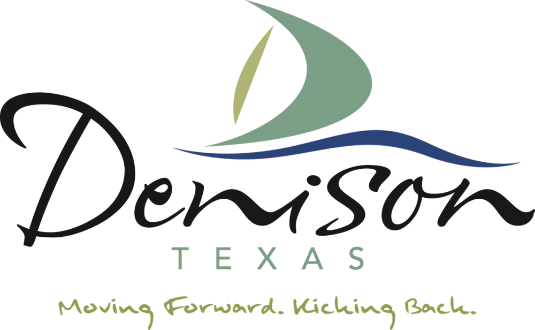 Denison
TEXAS
Moving Forward. Kicking Back.